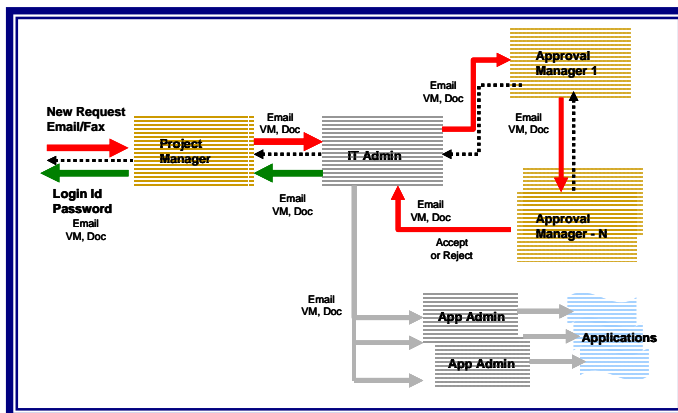 Approval
Manager 1
Email
VM, Doc
New Request
Email/Fax
Email
VM, Doc
Email
VM, Doc
Project
Manager
IT Admin
Login Id
Password
Email
VM, Doc
Email
VM, Doc
Email
VM, Doc
Accept
or Reject
Approval
Manager - N
Email
VM, Doc
App Admin
Applications
App Admin